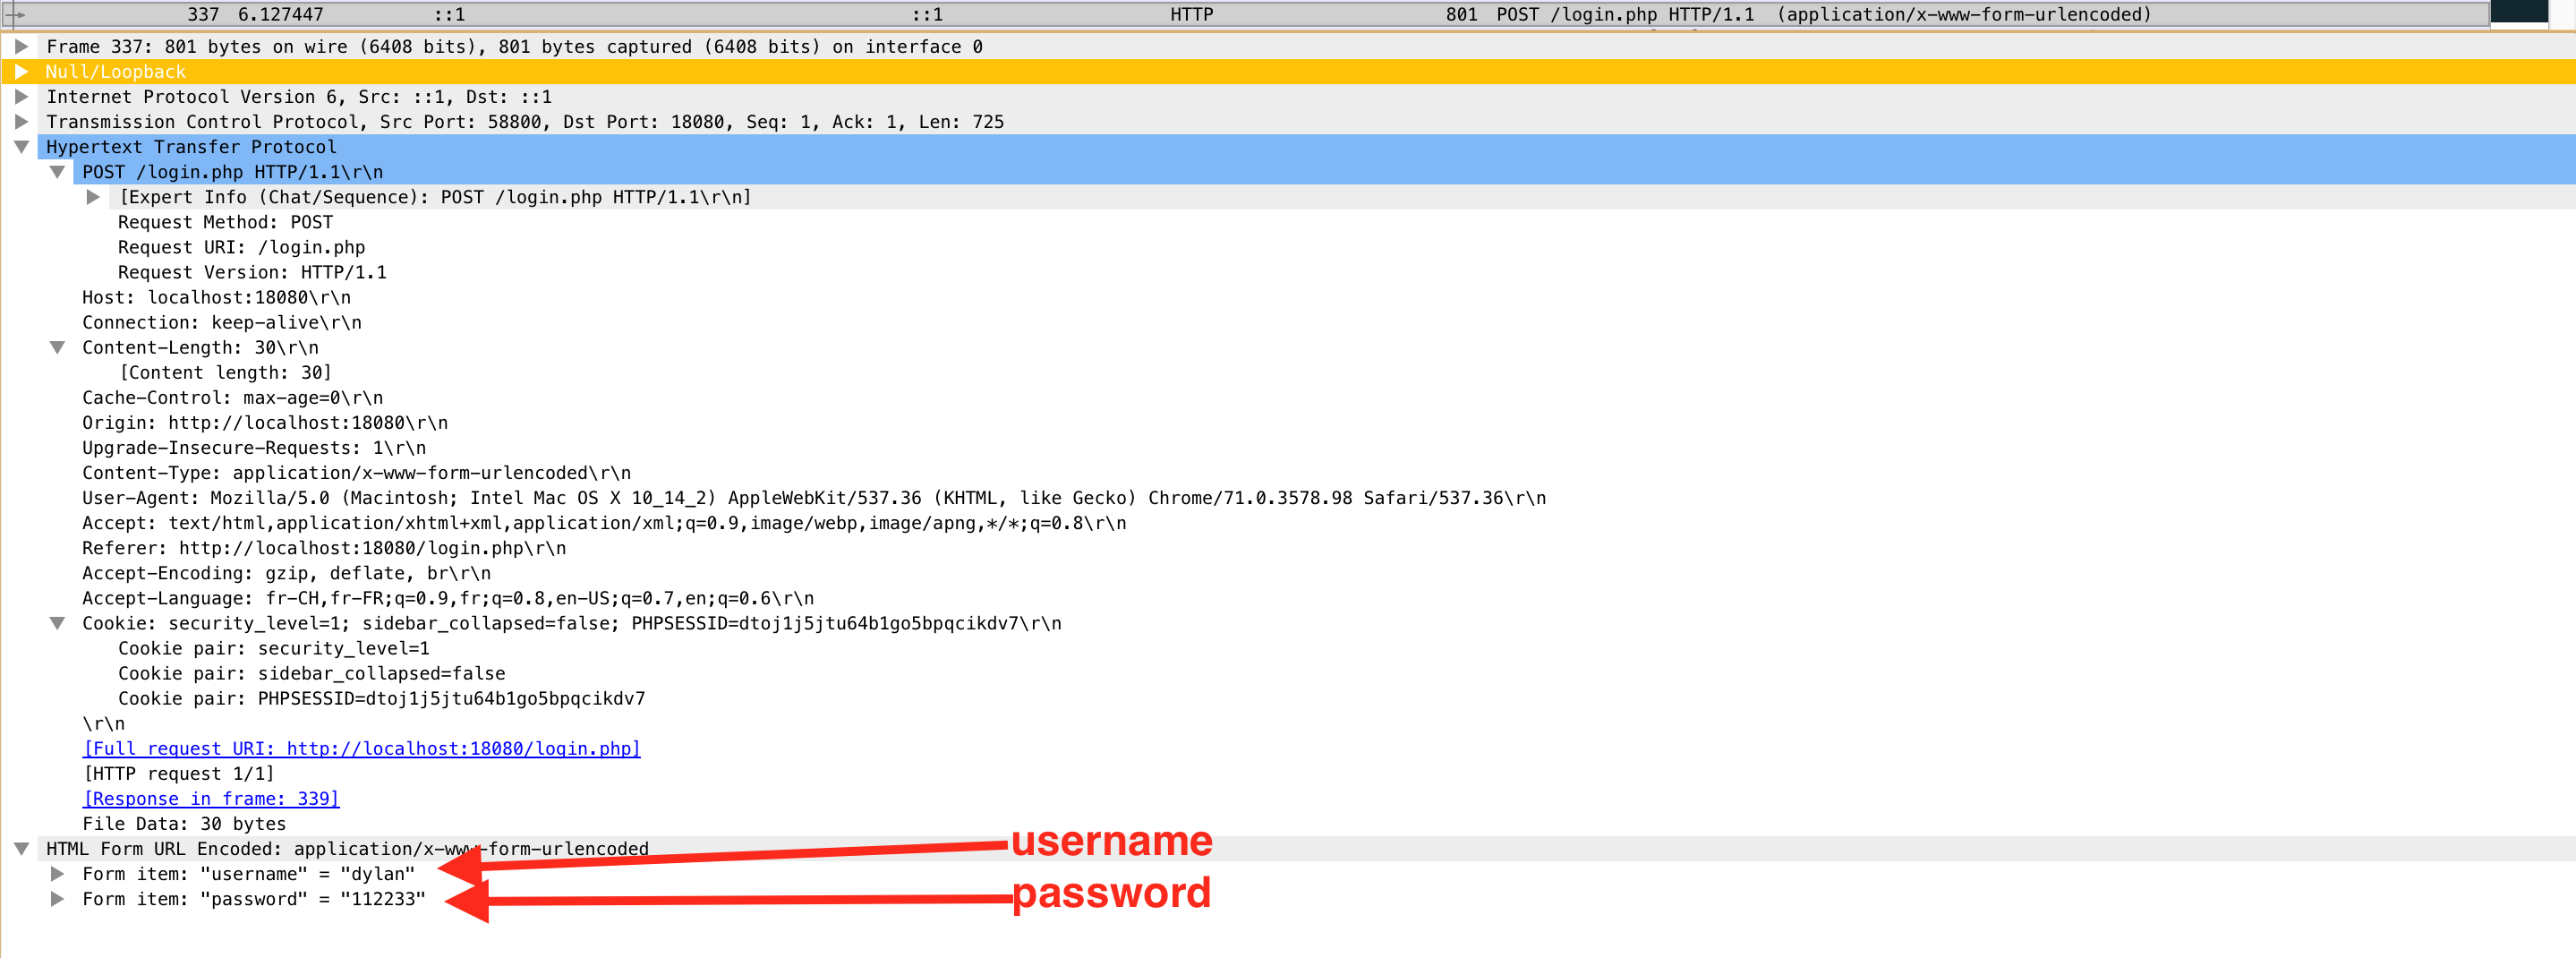 337 6.127447 ::1 ::1 HTTP 801 POST /login.php HTTP/1.1 (application/x-www-form-urlencoded)
Frame 337: 801 bytes on wire (6408 bits), 801 bytes captured (6408 bits) on interface 0
Null/Loopback
Internet Protocol Version 6, Src: ::1, Dst: ::1
Transmission Control Protocol, Src Port: 58800, Dst Port: 18080, Seq: 1, Ack: 1, Len: 725
Hypertext Transfer Protocol
POST /login.php HTTP/1.1\r\n
[Expert Info (Chat/Sequence): POST /login.php HTTP/1.1\r\n]
Request Method: POST
Request URI: /login.php
Request Version: HTTP/1.1
Host: localhost:18080\r\n
Connection: keep-alive\r\n
Content-Length: 30\r\n
[Content length: 30]
Cache-Control: max-age=0\r\n
Origin: http://localhost:18080\r\n
Upgrade-Insecure-Requests: 1\r\n
Content-Type: application/x-www-form-urlencoded\r\n
User-Agent: Mozilla/5.0 (Macintosh; Intel Mac OS X 10_14_2) AppleWebKit/537.36 (KHTML, like Gecko) Chrome/71.0.3578.98 Safari/537.36\r\n
Accept: text/html,application/xhtml+xml,application/xml;q=0.9,image/webp,image/apng,*/*;q=0.8\r\n
Referer: http://localhost:18080/login.php\r\n
Accept-Encoding: gzip, deflate, br\r\n
Accept-Language: fr-CH,fr-FR;q=0.9,fr;q=0.8,en-US;q=0.7,en;q=0.6\r\n
Cookie: security_level=1; sidebar_collapsed=false; PHPSESSID=dtoj1j5jtu64b1go5bpqcikdv7\r\n
Cookie pair: security_level=1
Cookie pair: sidebar_collapsed=false
Cookie pair: PHPSESSID=dtoj1j5jtu64b1go5bpqcikdv7
\r\n
[Full request URI: http://localhost:18080/login.php]
[HTTP request 1/1]
[Response in frame: 339]
File Data: 30 bytes
HTML Form URL Encoded: application/x-www-form-urlencoded
username
Form item: "username" = "dylan"
password
Form item: "password" = "112233"